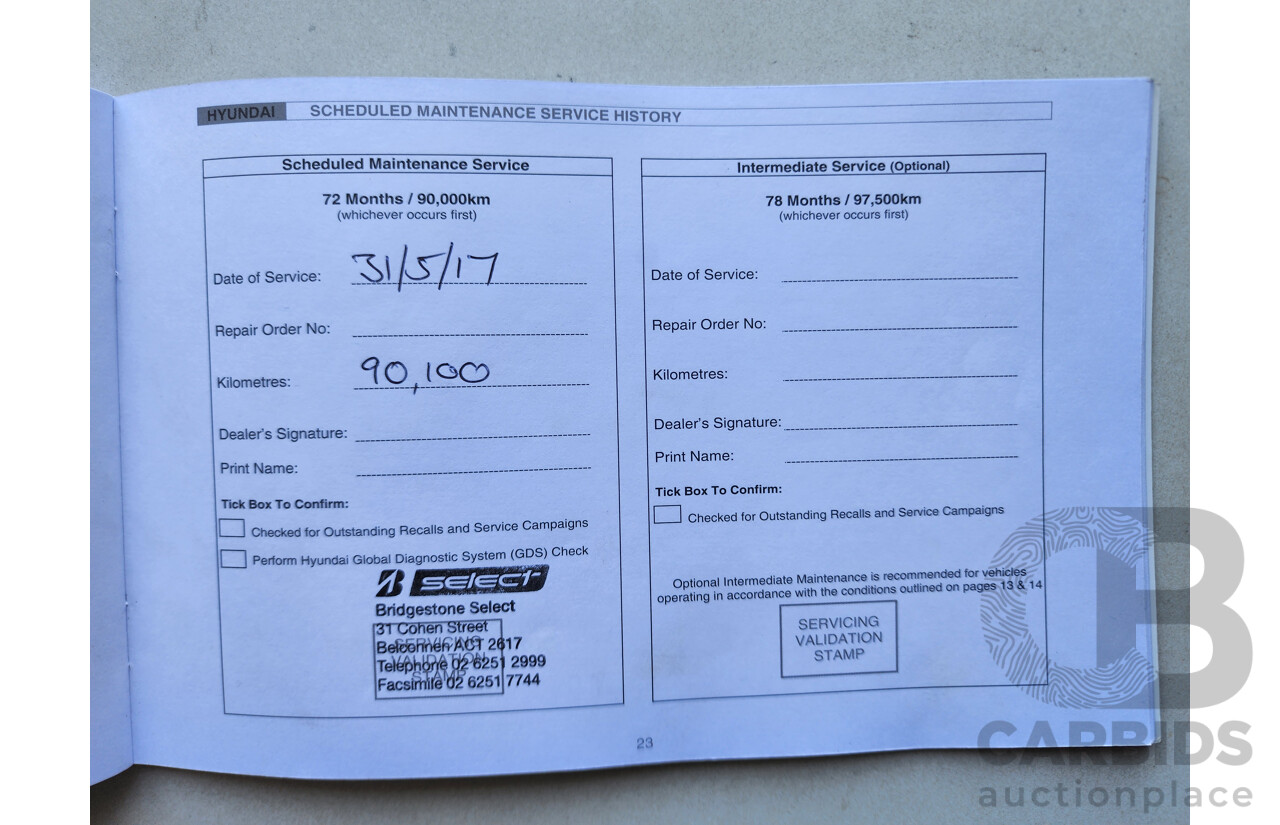 HYUNDAI SCHEDULED MAINTENANCE SERVICE HISTORY
Scheduled Maintenance Service
72 Months / 90,000km
(whichever occurs first)
Date of Service: 31/5/17
Repair Order No:
Kilometres: 90,100
Dealer's Signature:
Print Name:
Tick Box To Confirm:
Checked for Outstanding Recalls and Service Campaigns
Perform Hyundai Global Diagnostic System (GDS) Check
select
Bridgestone Select
31 Cohen Street
Belconnen ACT 2617
Telephone 02 6251 2999
Facsimile 02 6251 7744
SERVICING
VALIDATION
STAMP
Intermediate Service (Optional)
78 Months / 97,500km
(whichever occurs first)
Date of Service:
Repair Order No:
Kilometres:
Dealer's Signature:
Print Name:
Tick Box To Confirm:
Checked for Outstanding Recalls and Service Campaigns
Optional Intermediate Maintenance is recommended for vehicles
operating in accordance with the conditions outlined on pages 13 & 14
SERVICING
VALIDATION
STAMP
23
CARBIDS
auctionplace